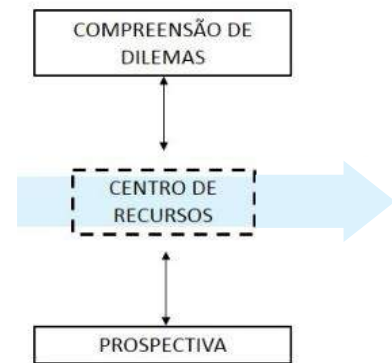 COMPREENSÃO DE
DILEMAS
CENTRO DE
RECURSOS
PROSPECTIVA